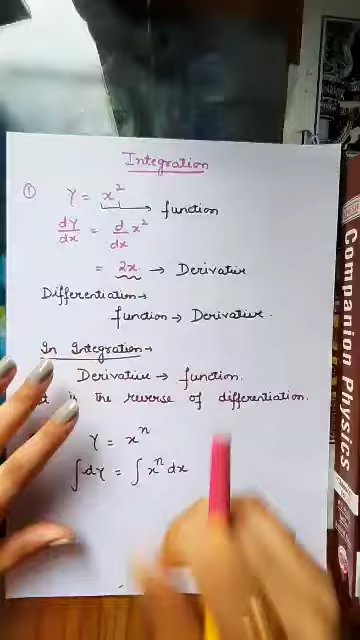 Integration
① Y = x²
function
dY/dx = d/dx x²
= 2x → Derivative
Differentiation→
function → Derivative.
In Integration→
Derivative → function.
is the reverse of differentiation.
Y = xⁿ
∫dY = ∫xⁿ dx
Companion Physics